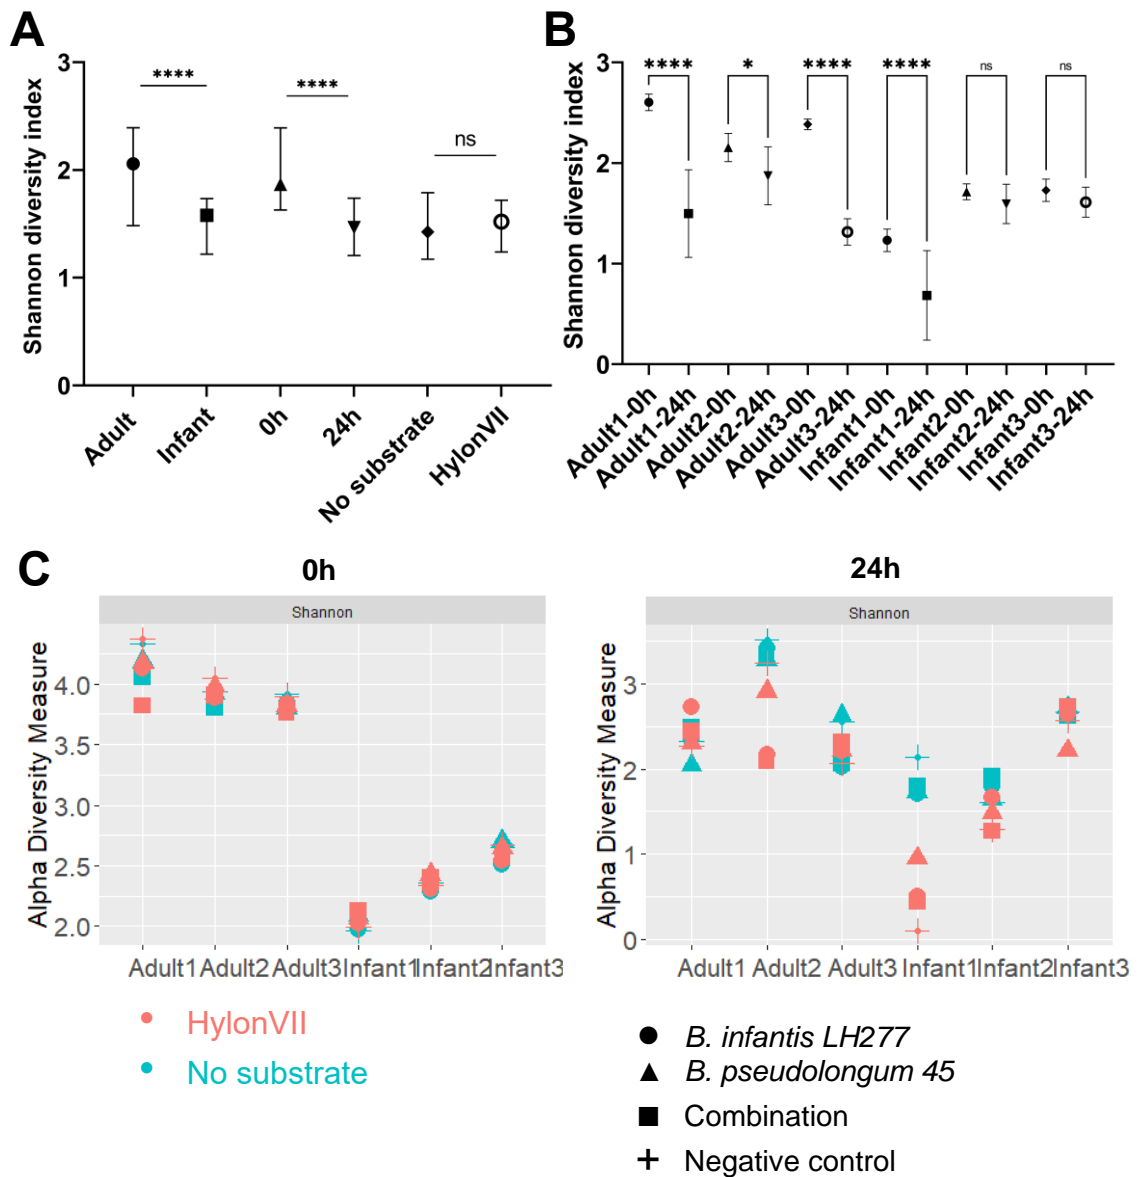 A
Shannon diversity index
3
2
1
0
****
****
ns
Adult
Infant
0h
24h
No substrate
HylonVII
B
Shannon diversity index
3
2
1
0
****
*
****
****
ns
ns
Adult1-0h
Adult1-24h
Adult2-0h
Adult2-24h
Adult3-0h
Adult3-24h
Infant1-0h
Infant1-24h
Infant2-0h
Infant2-24h
Infant3-0h
Infant3-24h
C
0h
Shannon
Alpha Diversity Measure
4.0
3.5
3.0
2.5
2.0
Adult1 Adult2 Adult3 Infant1 Infant2 Infant3
24h
Shannon
Alpha Diversity Measure
3
2
1
0
Adult1 Adult2 Adult3 Infant1 Infant2 Infant3
HylonVII
No substrate
B. infantis LH277
B. pseudolongum 45
Combination
Negative control